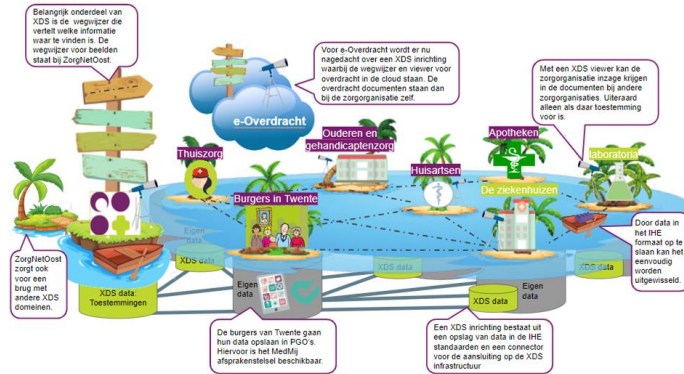 Belangrijk onderdeel van
XDS is de wegwijzer die
vertelt welke informatie
waar te vinden is. De
wegwijzer voor beelden
staat bij ZorgNetOost.
e-Overdracht
Voor e-Overdracht wordt er nu
nagedacht over een XDS inrichting
waarbij de wegwijzer en viewer voor
overdracht in de cloud staan. De
overdracht documenten staan dan
bij de zorgorganisatie zelf.
Met een XDS viewer kan de
zorgorganisatie inzage krijgen
in de documenten bij andere
zorgorganisaties. Uiteraard
alleen als daar toestemming
voor is.
Thuiszorg
Ouderen en
gehandicaptenzorg
Apotheken
Huisartsen
laboratoria
Burgers in Twente
De ziekenhuizen
ZorgNetOost
zorgt ook
voor een
brug met
andere XDS
domeinen.
Door data in
het IHE
formaat op te
slaan kan het
eenvoudig
worden
uitgewisseld.
Eigen
data
XDS data
XDS data:
Toestemmingen
Eigen
data
XDS data
XDS data
Eigen
data
XDS data
De burgers van Twente gaan
hun data opslaan in PGO's.
Hiervoor is het MedMij
afsprakenstelsel beschikbaar.
Een XDS inrichting bestaat uit
een opslag van data in de IHE
standaarden en een connector
voor de aansluiting op de XDS
infrastructuur